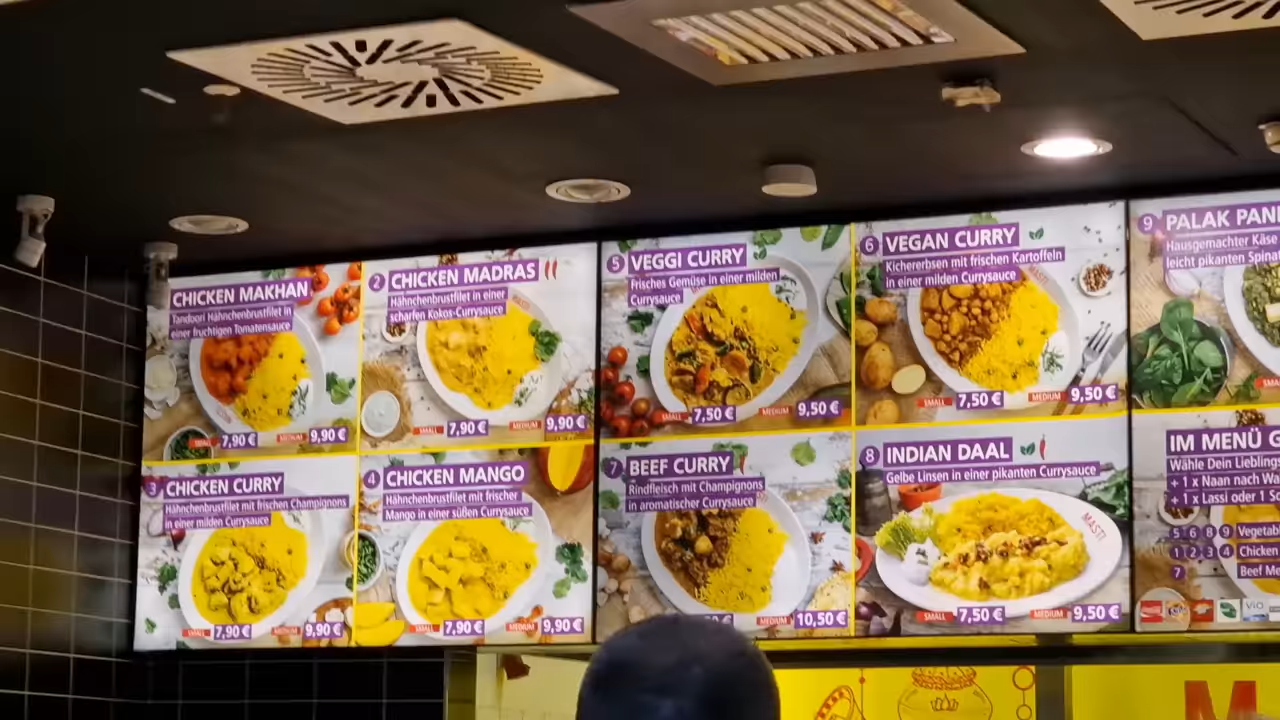 CHICKEN MAKHAN
Tandoori Hähnchenbrustfilet in
einer fruchtigen Tomatensauce
SMALL 7,90 € MEDIUM 9,90 €
2 CHICKEN MADRAS
Hähnchenbrustfilet in einer
scharfen Kokos-Currysauce
SMALL 7,90 € MEDIUM 9,90 €
3 CHICKEN CURRY
Hähnchenbrustfilet mit frischen Champignons
in einer milden Currysauce
SMALL 7,90 € MEDIUM 9,90 €
4 CHICKEN MANGO
Hähnchenbrustfilet mit frischer
Mango in einer süßen Currysauce
SMALL 7,90 € MEDIUM 9,90 €
5 VEGGI CURRY
Frisches Gemüse in einer milden
Currysauce
SMALL 7,50 € MEDIUM 9,50 €
6 VEGAN CURRY
Kichererbsen mit frischen Kartoffeln
in einer milden Currysauce
SMALL 7,50 € MEDIUM 9,50 €
7 BEEF CURRY
Rindfleisch mit Champignons
in aromatischer Currysauce
€ MEDIUM 10,50 €
8 INDIAN DAAL
Gelbe Linsen in einer pikanten Currysauce
MASTI
SMALL 7,50 € MEDIUM 9,50 €
9 PALAK
Hausgemachter Käse
leicht pikanten
IM MENÜ
Wähle Dein
+ 1 x Naan nach
+ 1 x Lassi oder 1
5 6 8 9
1 2 3 4 Chicken
7 Beef
ViO
M